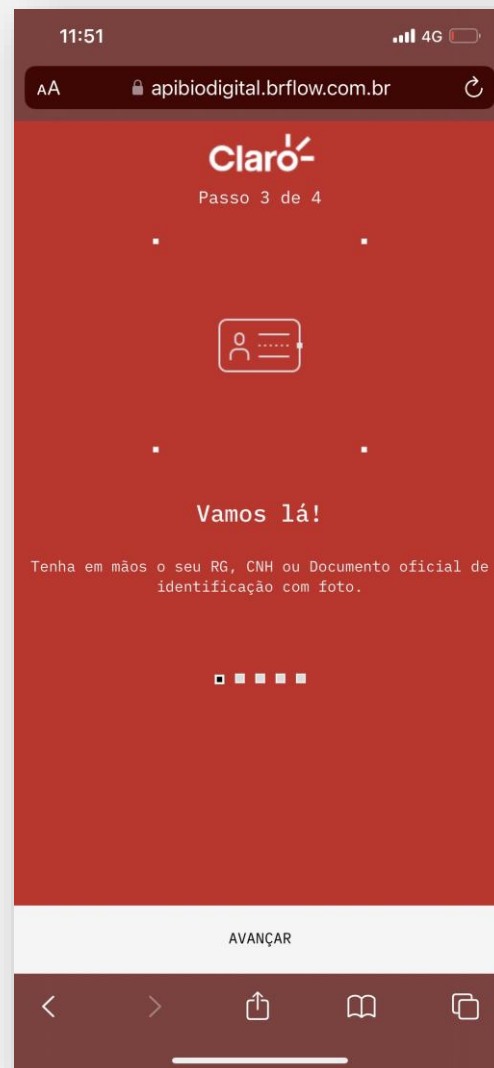 11:51
4G
AA
apibiodigital.brflow.com.br
Claro
Passo 3 de 4
Vamos lá!
Tenha em mãos o seu RG, CNH ou Documento oficial de
identificação com foto.
AVANÇAR